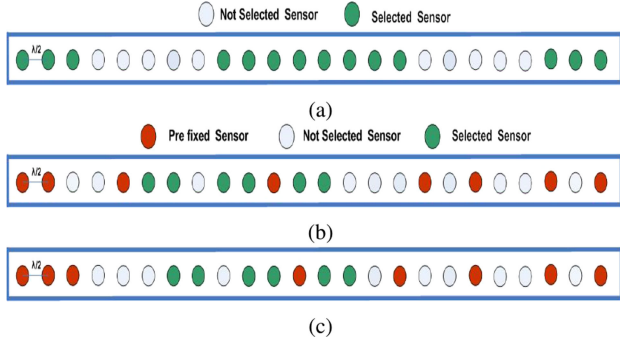 Not Selected Sensor Selected Sensor
λ/2
(a)
Pre fixed Sensor Not Selected Sensor Selected Sensor
λ/2
(b)
λ/2
(c)